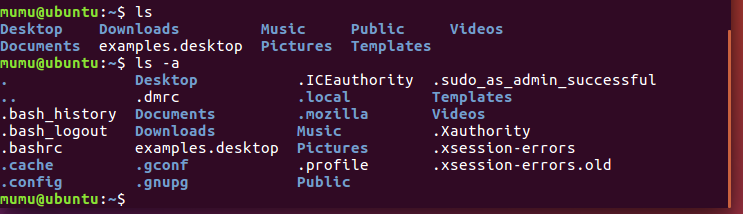 mumu@ubuntu:~$ ls
Desktop Downloads Music Public Videos
Documents examples.desktop Pictures Templates
mumu@ubuntu:~$ ls -a
. Desktop .ICEauthority .sudo_as_admin_successful
.. .dmrc .local Templates
.bash_history Documents .mozilla Videos
.bash_logout Downloads Music .Xauthority
.bashrc examples.desktop Pictures .xsession-errors
.cache .gconf .profile .xsession-errors.old
.config .gnupg Public
mumu@ubuntu:~$